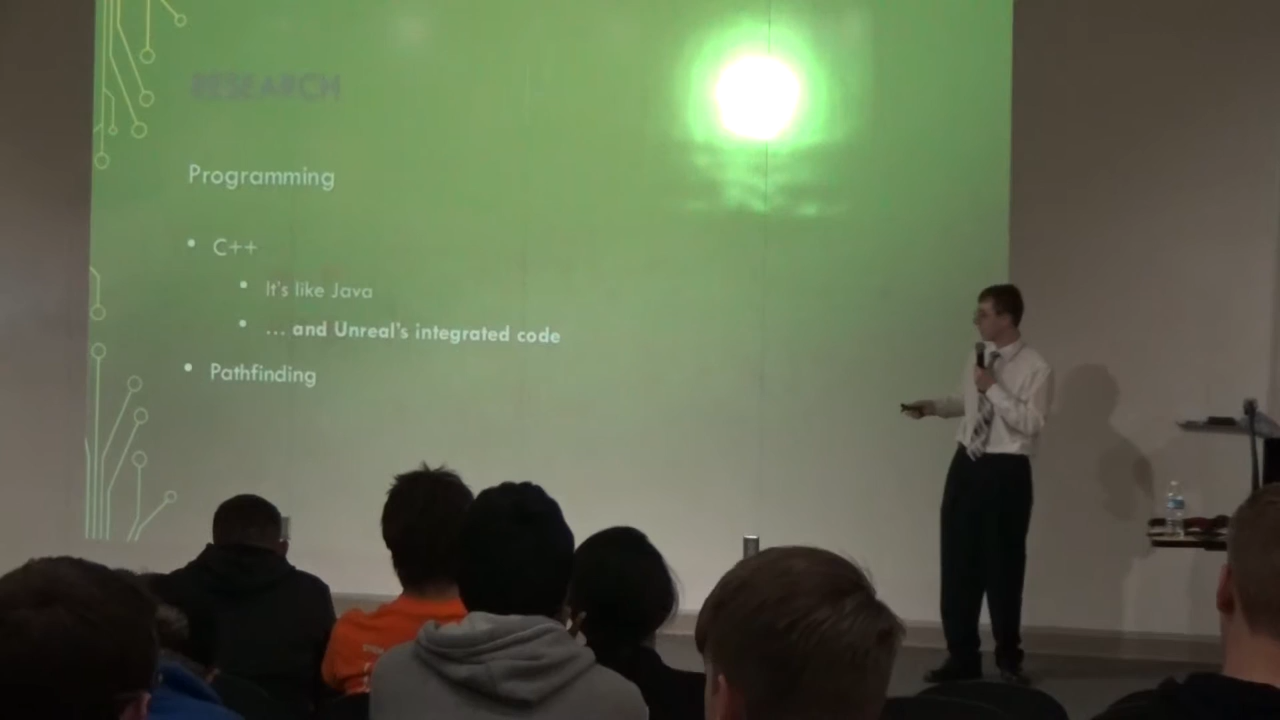 RESEARCH
Programming
• C++
• It's like Java
• ... and Unreal's integrated code
• Pathfinding